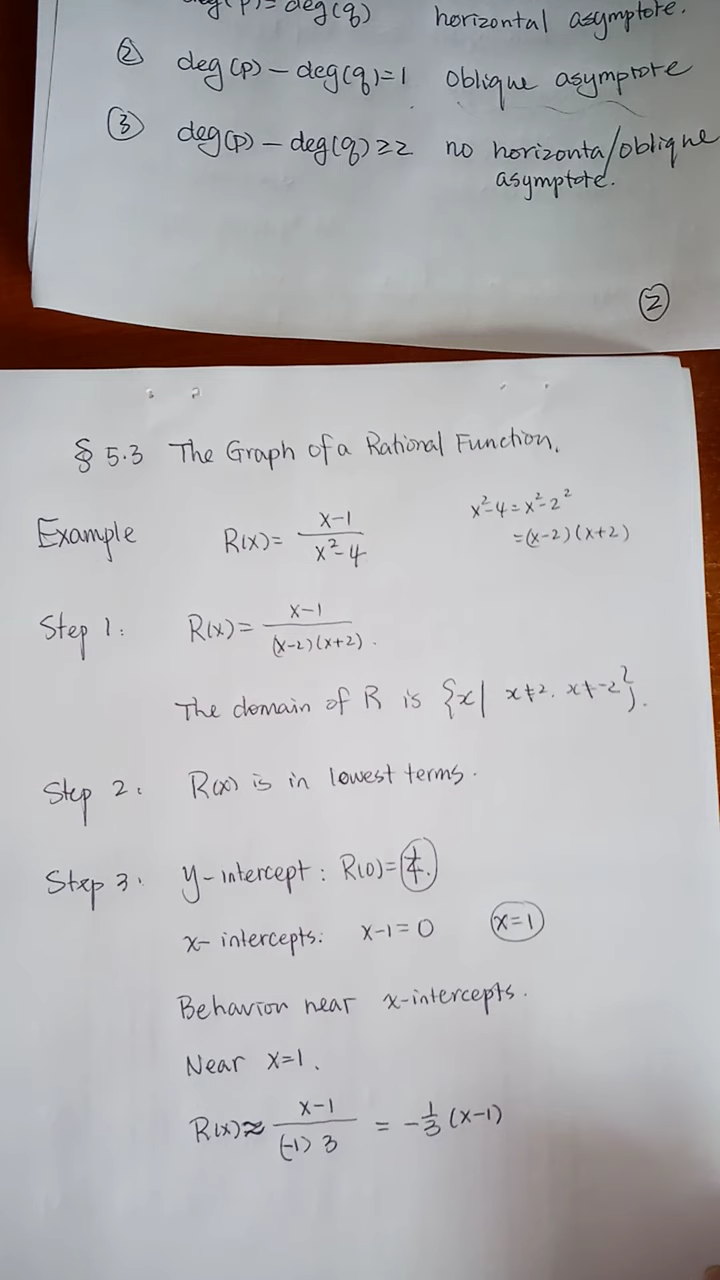 deg(p)=deg(q) horizontal asymptote.
② deg(p)-deg(q)=1 oblique asymptote
③ deg(p)-deg(q)≥2 no horizonta/oblique
asymptote.
②
§ 5.3 The Graph of a Rational Function.
Example R(x)= x-1 / x²-4 x²-4=x²-2²
=(x-2)(x+2)
Step 1: R(x)= x-1 / (x-2)(x+2).
The domain of R is {x| x≠2. x≠-2}.
Step 2: R(x) is in lowest terms.
Step 3: y-intercept: R(0)=1/4.
x-intercepts: x-1=0 x=1
Behavior near x-intercepts.
Near x=1.
R(x)≈ x-1 / (-1) 3 = -1/3 (x-1)